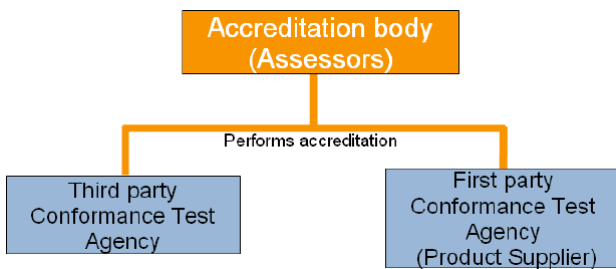 Accreditation body
(Assessors)
Performs accreditation
Third party
Conformance Test
Agency
First party
Conformance Test
Agency
(Product Supplier)